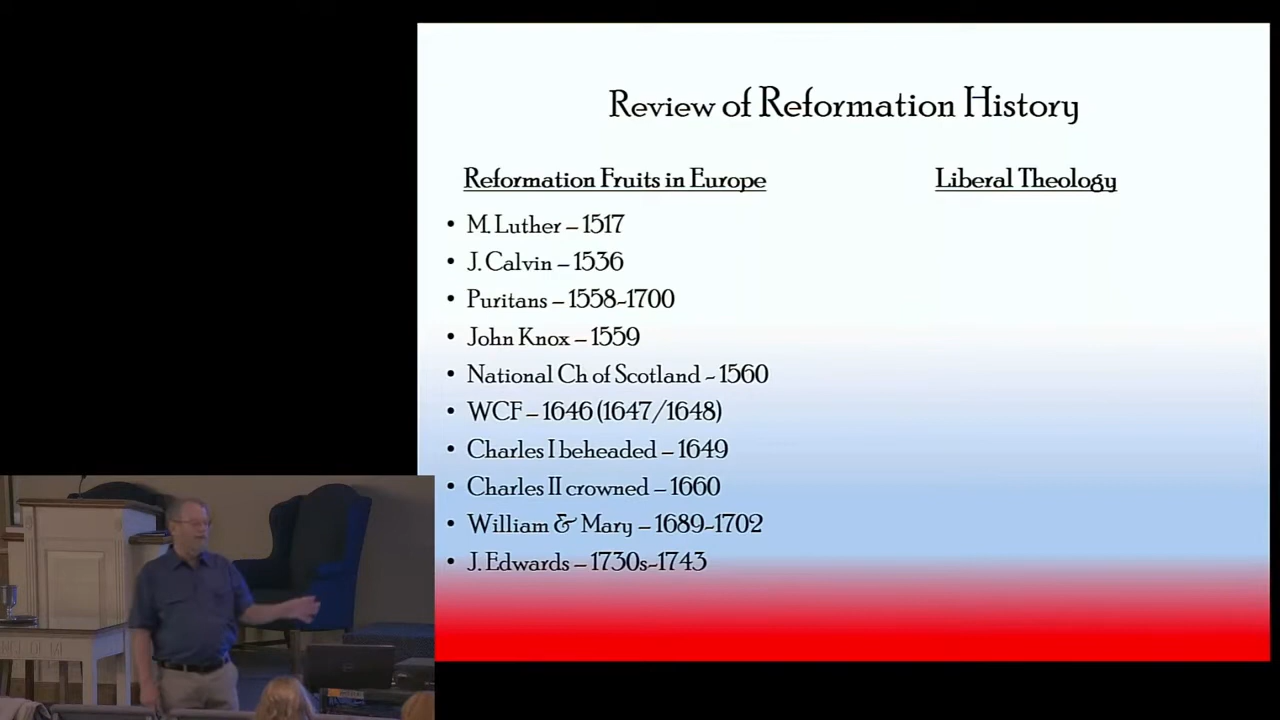 Review of Reformation History
Reformation Fruits in Europe
• M. Luther – 1517
• J. Calvin – 1536
• Puritans – 1558-1700
• John Knox – 1559
• National Ch of Scotland - 1560
• WCF – 1646 (1647/1648)
• Charles I beheaded – 1649
• Charles II crowned – 1660
• William & Mary – 1689-1702
• J. Edwards – 1730s-1743
Liberal Theology